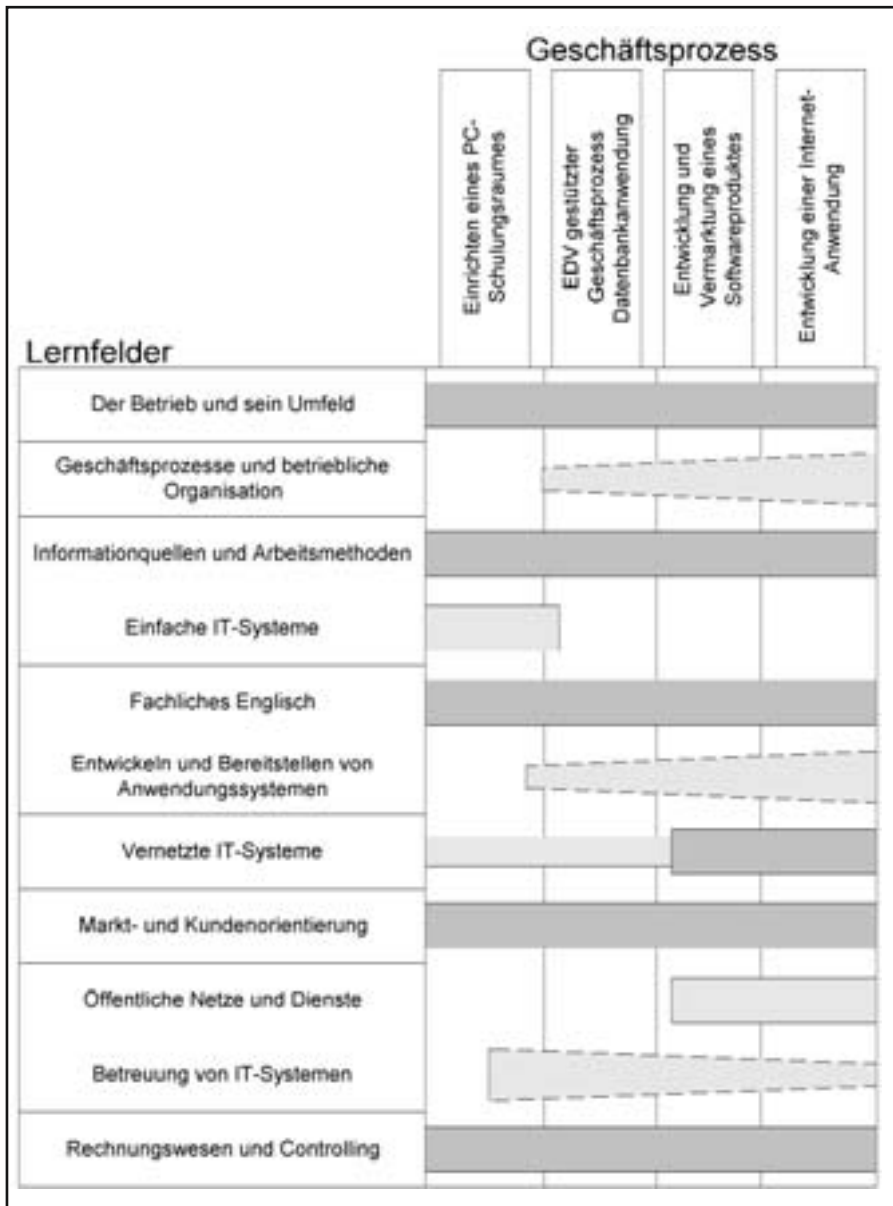 Geschäftsprozess
Einrichten eines PC-
Schulungsraumes
EDV gestützter
Geschäftsprozess
Datenbankanwendung
Entwicklung und
Vermarktung eines
Softwareproduktes
Entwicklung einer Internet-
Anwendung
Lernfelder
Der Betrieb und sein Umfeld
Geschäftsprozesse und betriebliche
Organisation
Informationquellen und Arbeitsmethoden
Einfache IT-Systeme
Fachliches Englisch
Entwickeln und Bereitstellen von
Anwendungssystemen
Vernetzte IT-Systeme
Markt- und Kundenorientierung
Öffentliche Netze und Dienste
Betreuung von IT-Systemen
Rechnungswesen und Controlling